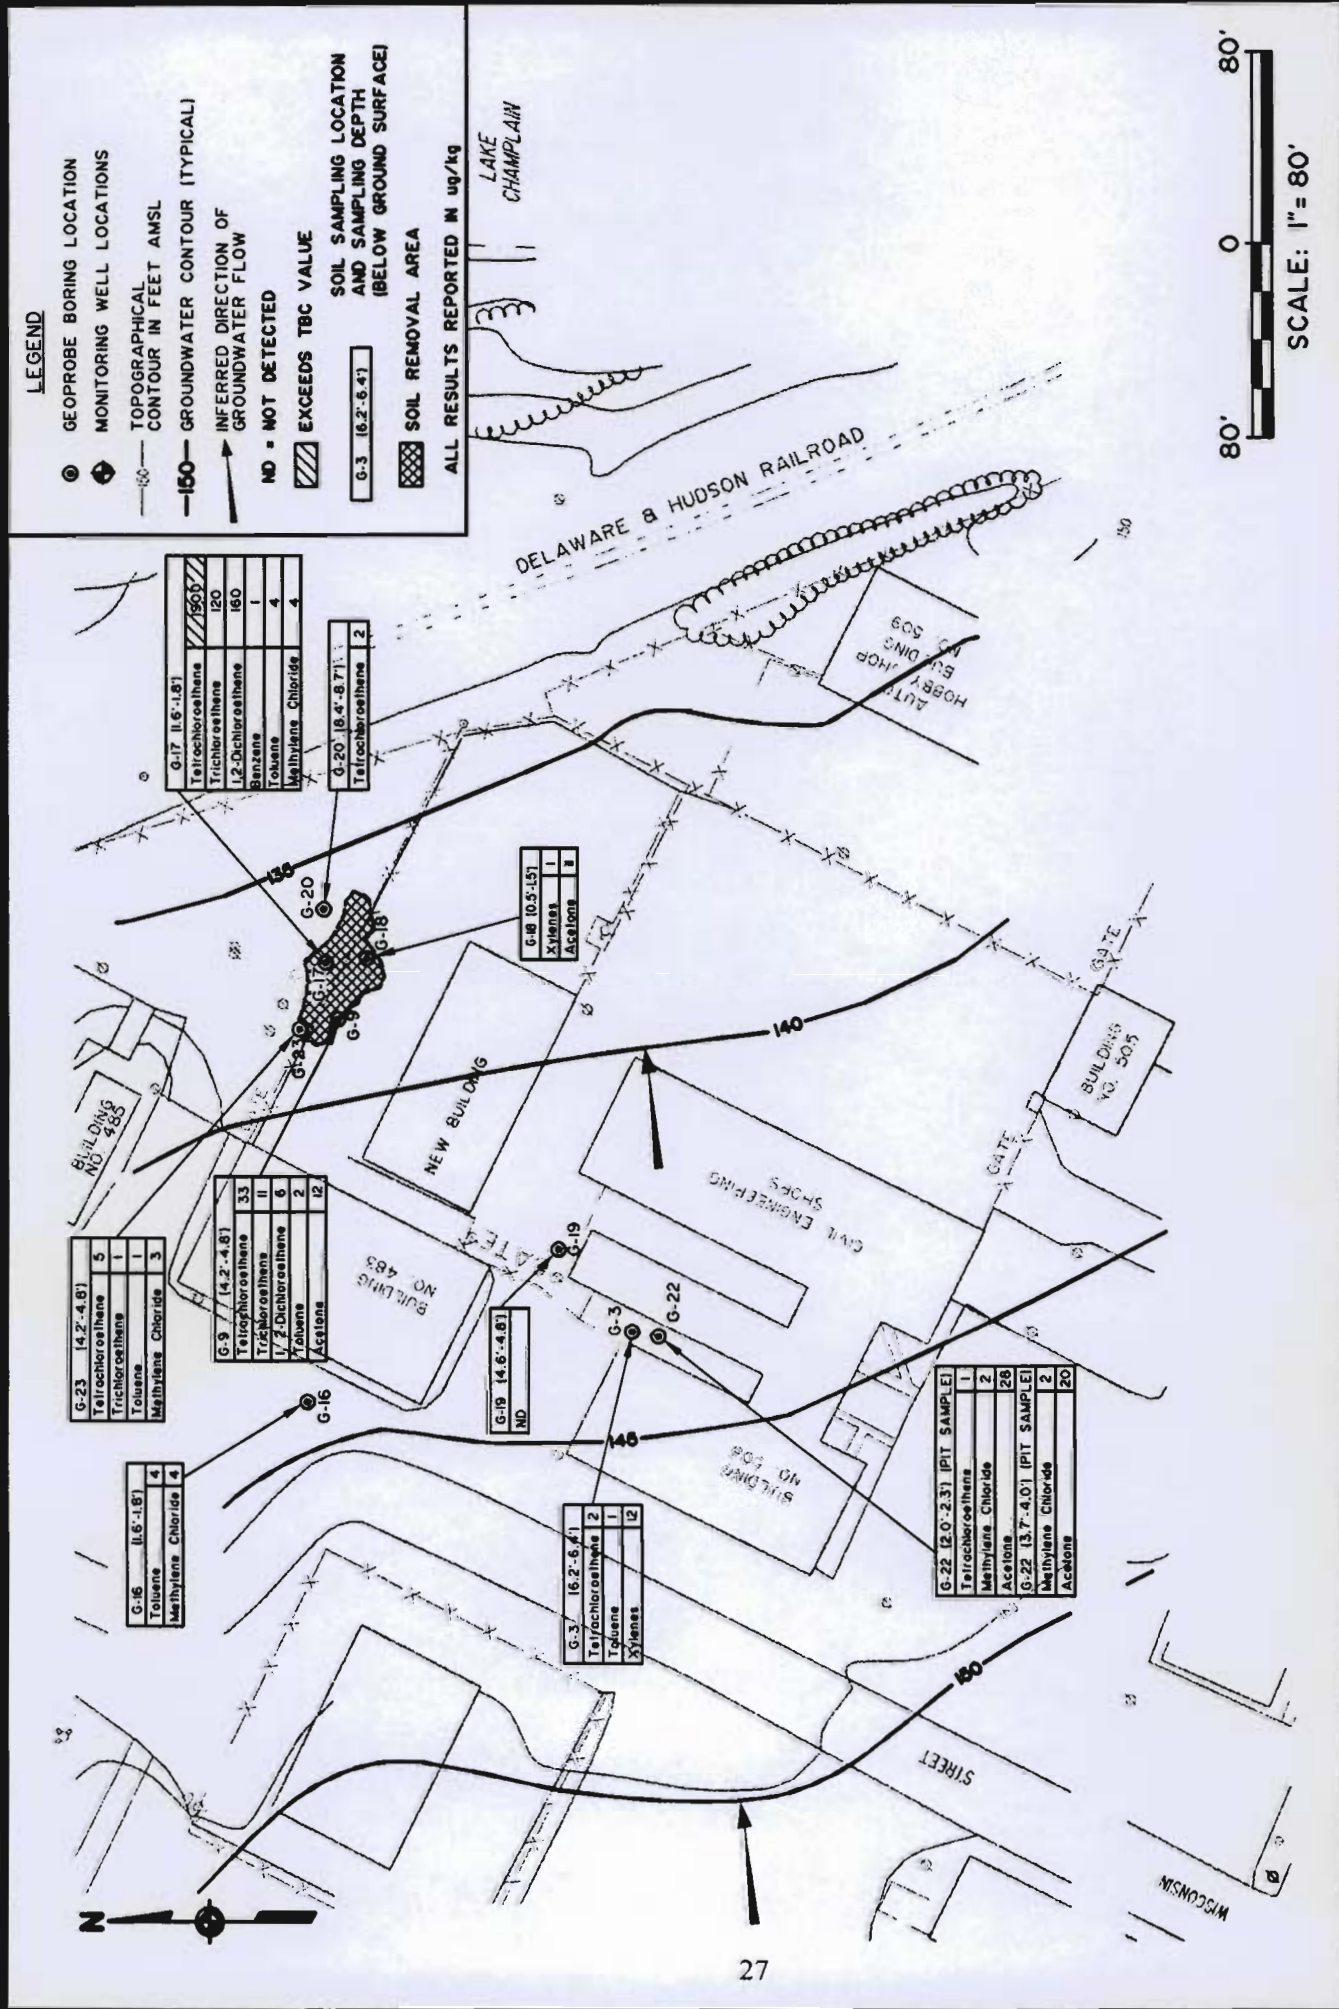 LEGEND
GEOPROBE BORING LOCATION
MONITORING WELL LOCATIONS
—150— TOPOGRAPHICAL
CONTOUR IN FEET AMSL
—150— GROUNDWATER CONTOUR (TYPICAL)
INFERRED DIRECTION OF
GROUNDWATER FLOW
ND = NOT DETECTED
EXCEEDS TBC VALUE
G-3 (6.2'-6.4')
SOIL SAMPLING LOCATION
AND SAMPLING DEPTH
(BELOW GROUND SURFACE)
SOIL REMOVAL AREA
ALL RESULTS REPORTED IN ug/kg
LAKE
CHAMPLAIN
DELAWARE & HUDSON RAILROAD
G-17 (1.6'-1.8')
Tetrachloroethene 1900
Trichloroethene 120
1,2-Dichloroethene 160
Benzene 1
Toluene 4
Methylene Chloride 4
G-20 (8.4'-8.7')
Tetrachloroethene 2
G-18 (0.5'-1.5')
Xylenes 1
Acetone
G-23 (4.2'-4.8')
Tetrachloroethene 5
Trichloroethene 1
Toluene 1
Methylene Chloride 3
G-9 (4.2'-4.8')
Tetrachloroethene 33
Trichloroethene 11
1,2-Dichloroethene 6
Toluene 2
Acetone 12
G-16 (1.6'-1.8')
Toluene 4
Methylene Chloride 4
G-19 (4.6'-4.8')
ND
G-3 (6.2'-6.4')
Tetrachloroethene 2
Toluene 1
Xylenes 12
G-22 (2.0'-2.3') (PIT SAMPLE)
Tetrachloroethene 1
Methylene Chloride 2
Acetone 28
G-22 (3.7'-4.0') (PIT SAMPLE)
Methylene Chloride 2
Acetone 20
G-20
G-17
G-18
G-9
G-23
G-16
G-19
G-3
G-22
135
140
145
150
150
AUTO
HOBBY SHOP
BUILDING
NO. 509
BUILDING
NO. 485
NEW BUILDING
BUILDING
NO. 483
CIVIL ENGINEERING
SHOPS
BUILDING
NO. 505
BUILDING
NO. 508
GATE
GATE
GATE
STREET
WISCONSIN
N
80' 0 80'
SCALE: 1"= 80'
27